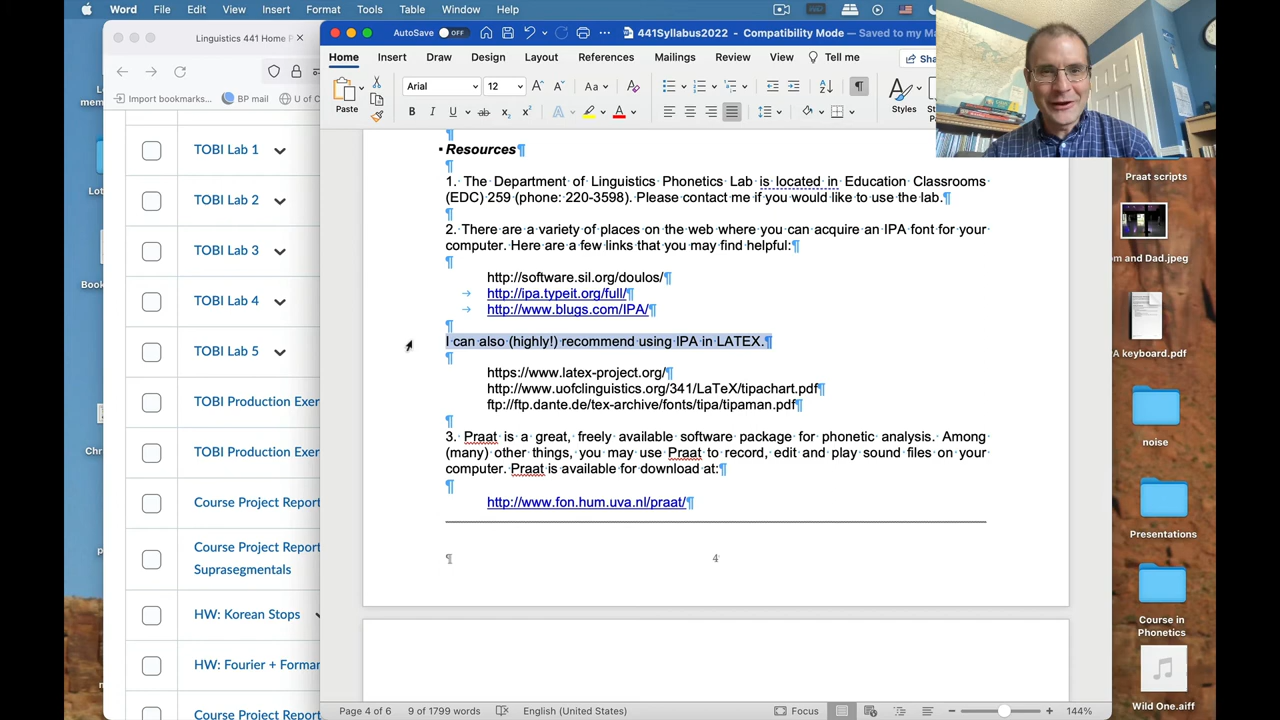 Word File Edit View Insert Format Tools Table Window Help
Linguistics 441 Home P
Import bookmarks... BP mail U of C
TOBI Lab 1
TOBI Lab 2
TOBI Lab 3
TOBI Lab 4
TOBI Lab 5
TOBI Production Exer
TOBI Production Exer
Course Project Report
Course Project Report
Suprasegmentals
HW: Korean Stops
HW: Fourier + Forman
Course Project Report
AutoSave OFF 441Syllabus2022 - Compatibility Mode — Saved to my Ma
Home Insert Draw Design Layout References Mailings Review View Tell me Sha
Paste Arial 12 Styles
Resources¶
¶
1. The Department of Linguistics Phonetics Lab is located in Education Classrooms
(EDC) 259 (phone: 220-3598). Please contact me if you would like to use the lab.¶
¶
2. There are a variety of places on the web where you can acquire an IPA font for your
computer. Here are a few links that you may find helpful:¶
¶
http://software.sil.org/doulos/¶
http://ipa.typeit.org/full/¶
http://www.blugs.com/IPA/¶
¶
I can also (highly!) recommend using IPA in LATEX.¶
¶
https://www.latex-project.org/¶
http://www.uofclinguistics.org/341/LaTeX/tipachart.pdf¶
ftp://ftp.dante.de/tex-archive/fonts/tipa/tipaman.pdf¶
¶
3. Praat is a great, freely available software package for phonetic analysis. Among
(many) other things, you may use Praat to record, edit and play sound files on your
computer. Praat is available for download at:¶
¶
http://www.fon.hum.uva.nl/praat/¶
¶ 4
Page 4 of 6 9 of 1799 words English (United States) Focus 144%
Praat scripts
m and Dad.jpeg
A keyboard.pdf
noise
Presentations
Course in
Phonetics
Wild One.aiff
mem
Lot
Book
Chr